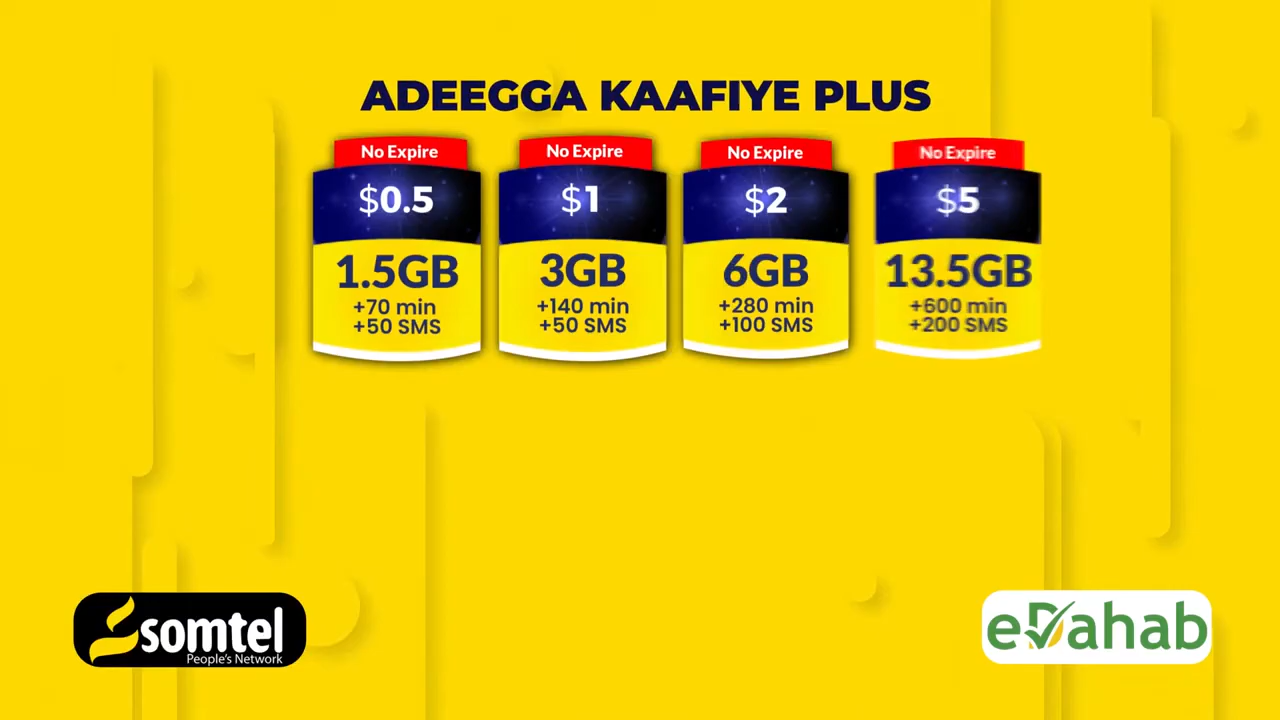 ADEEGGA KAAFIYE PLUS
No Expire
$0.5
1.5GB
+70 min
+50 SMS
No Expire
$1
3GB
+140 min
+50 SMS
No Expire
$2
6GB
+280 min
+100 SMS
No Expire
$5
13.5GB
+600 min
+200 SMS
somtel
People's Network
eDahab